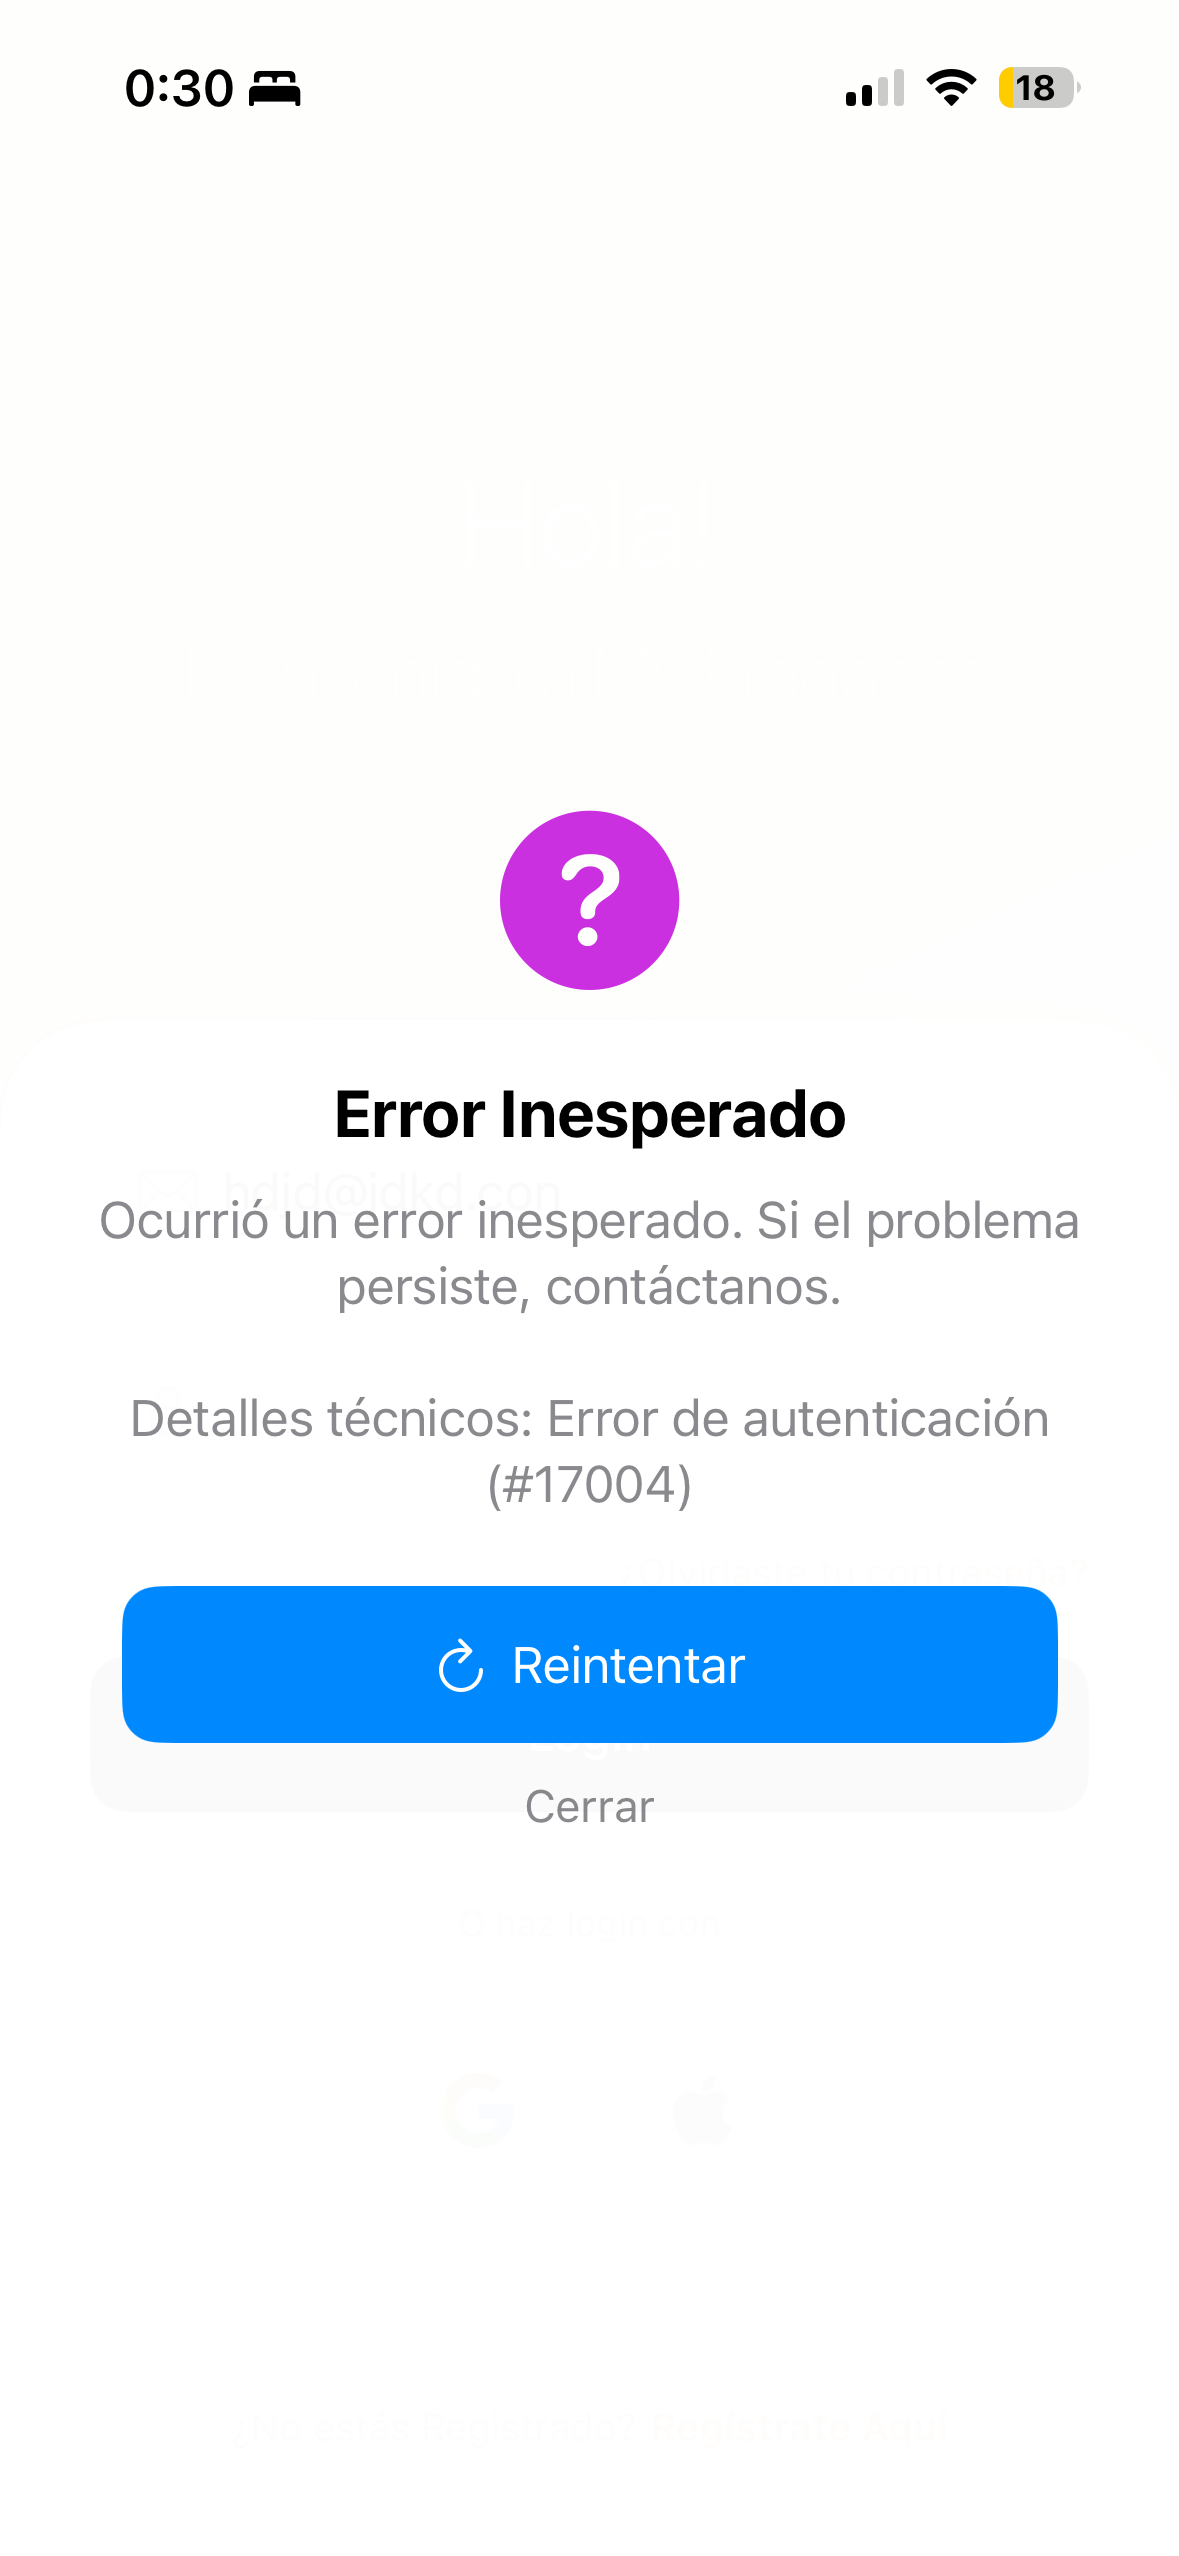 0:30
18
Hola!
?
Error Inesperado
hdid@idkd.con
Ocurrió un error inesperado. Si el problema
persiste, contáctanos.
Detalles técnicos: Error de autenticación
(#17004)
¿Olvidaste tu contraseña?
Reintentar
Login
Cerrar
O haz login con
¿No estás Registrado? Regístrate Aquí